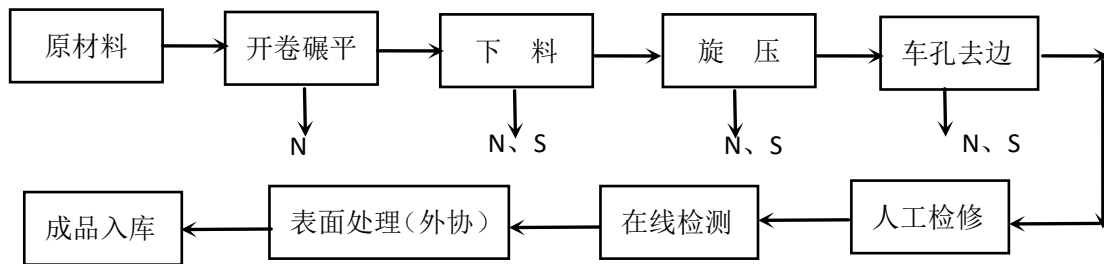 原材料
开卷碾平
下 料
旋 压
车孔去边
N
N、S
N、S
N、S
成品入库
表面处理(外协)
在线检测
人工检修